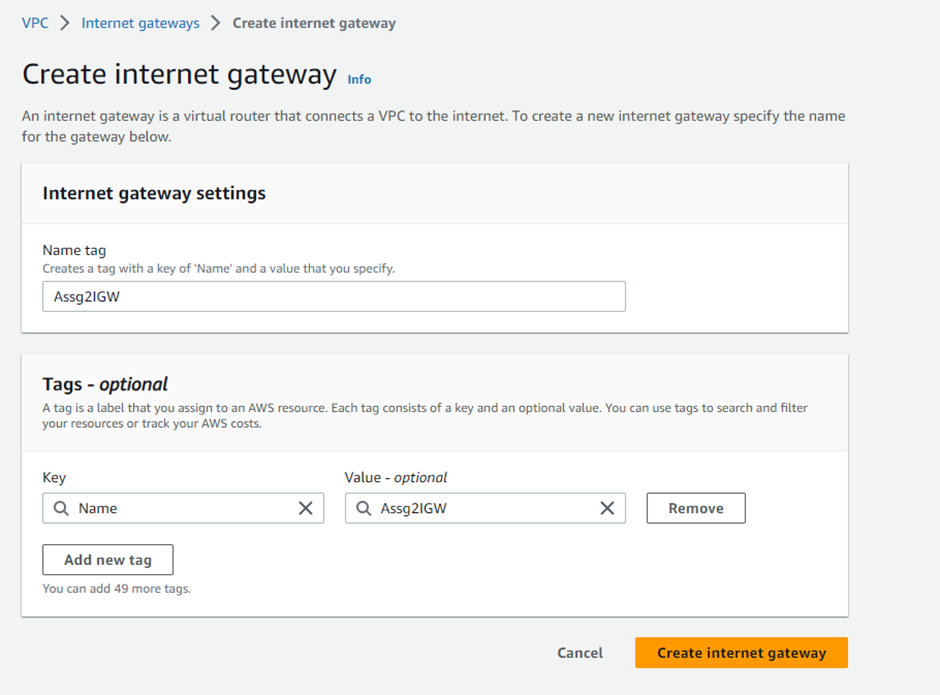 VPC > Internet gateways > Create internet gateway
Create internet gateway Info
An internet gateway is a virtual router that connects a VPC to the internet. To create a new internet gateway specify the name
for the gateway below.
Internet gateway settings
Name tag
Creates a tag with a key of 'Name' and a value that you specify.
Assg2IGW
Tags - optional
A tag is a label that you assign to an AWS resource. Each tag consists of a key and an optional value. You can use tags to search and filter
your resources or track your AWS costs.
Key Value - optional
Name Assg2IGW Remove
Add new tag
You can add 49 more tags.
Cancel Create internet gateway